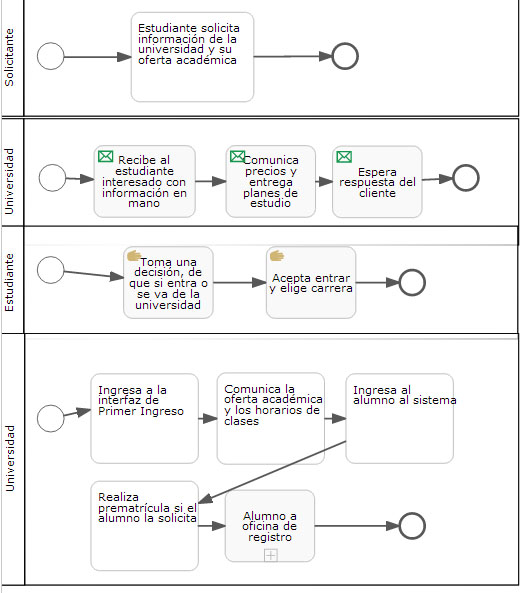 Solicitante
Estudiante solicita
información de la
universidad y su
oferta académica
Universidad
Recibe al
estudiante
interesado con
información en
mano
Comunica
precios y
entrega
planes de
estudio
Espera
respuesta del
cliente
Estudiante
Toma una
decisión, de
que si entra o
se va de la
universidad
Acepta entrar
y elige carrera
Universidad
Ingresa a la
interfaz de
Primer Ingreso
Comunica la
oferta académica
y los horarios de
clases
Ingresa al
alumno al sistema
Realiza
prematrícula si el
alumno la solicita
Alumno a
oficina de
registro